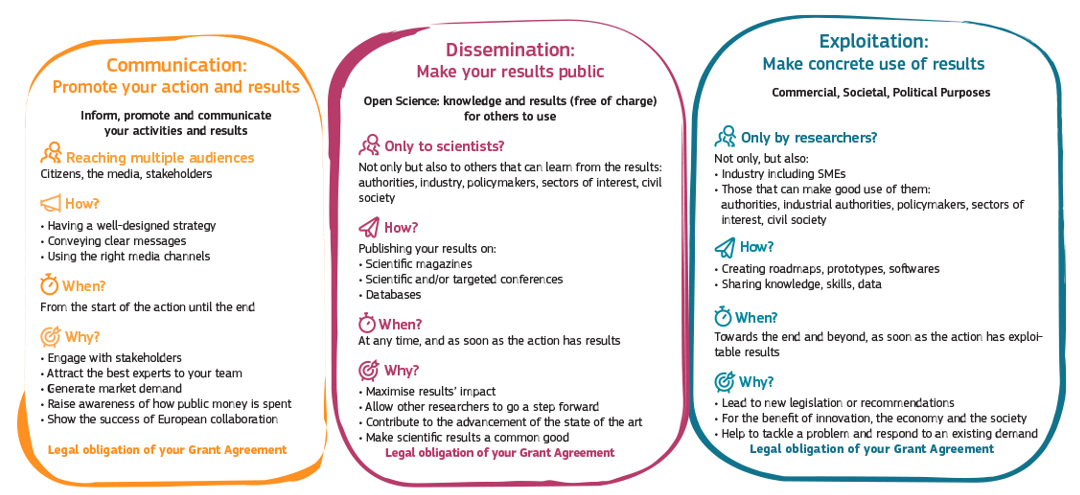 Communication:
Promote your action and results
Inform, promote and communicate
your activities and results
Reaching multiple audiences
Citizens, the media, stakeholders
How?
• Having a well-designed strategy
• Conveying clear messages
• Using the right media channels
When?
From the start of the action until the end
Why?
• Engage with stakeholders
• Attract the best experts to your team
• Generate market demand
• Raise awareness of how public money is spent
• Show the success of European collaboration
Legal obligation of your Grant Agreement
Dissemination:
Make your results public
Open Science: knowledge and results (free of charge)
for others to use
Only to scientists?
Not only but also to others that can learn from the results:
authorities, industry, policymakers, sectors of interest, civil
society
How?
Publishing your results on:
• Scientific magazines
• Scientific and/or targeted conferences
• Databases
When?
At any time, and as soon as the action has results
Why?
• Maximise results' impact
• Allow other researchers to go a step forward
• Contribute to the advancement of the state of the art
• Make scientific results a common good
Legal obligation of your Grant Agreement
Exploitation:
Make concrete use of results
Commercial, Societal, Political Purposes
Only by researchers?
Not only, but also:
• Industry including SMEs
• Those that can make good use of them:
authorities, industrial authorities, policymakers, sectors of
interest, civil society
How?
• Creating roadmaps, prototypes, softwares
• Sharing knowledge, skills, data
When?
Towards the end and beyond, as soon as the action has exploi-
table results
Why?
• Lead to new legislation or recommendations
• For the benefit of innovation, the economy and the society
• Help to tackle a problem and respond to an existing demand
Legal obligation of your Grant Agreement